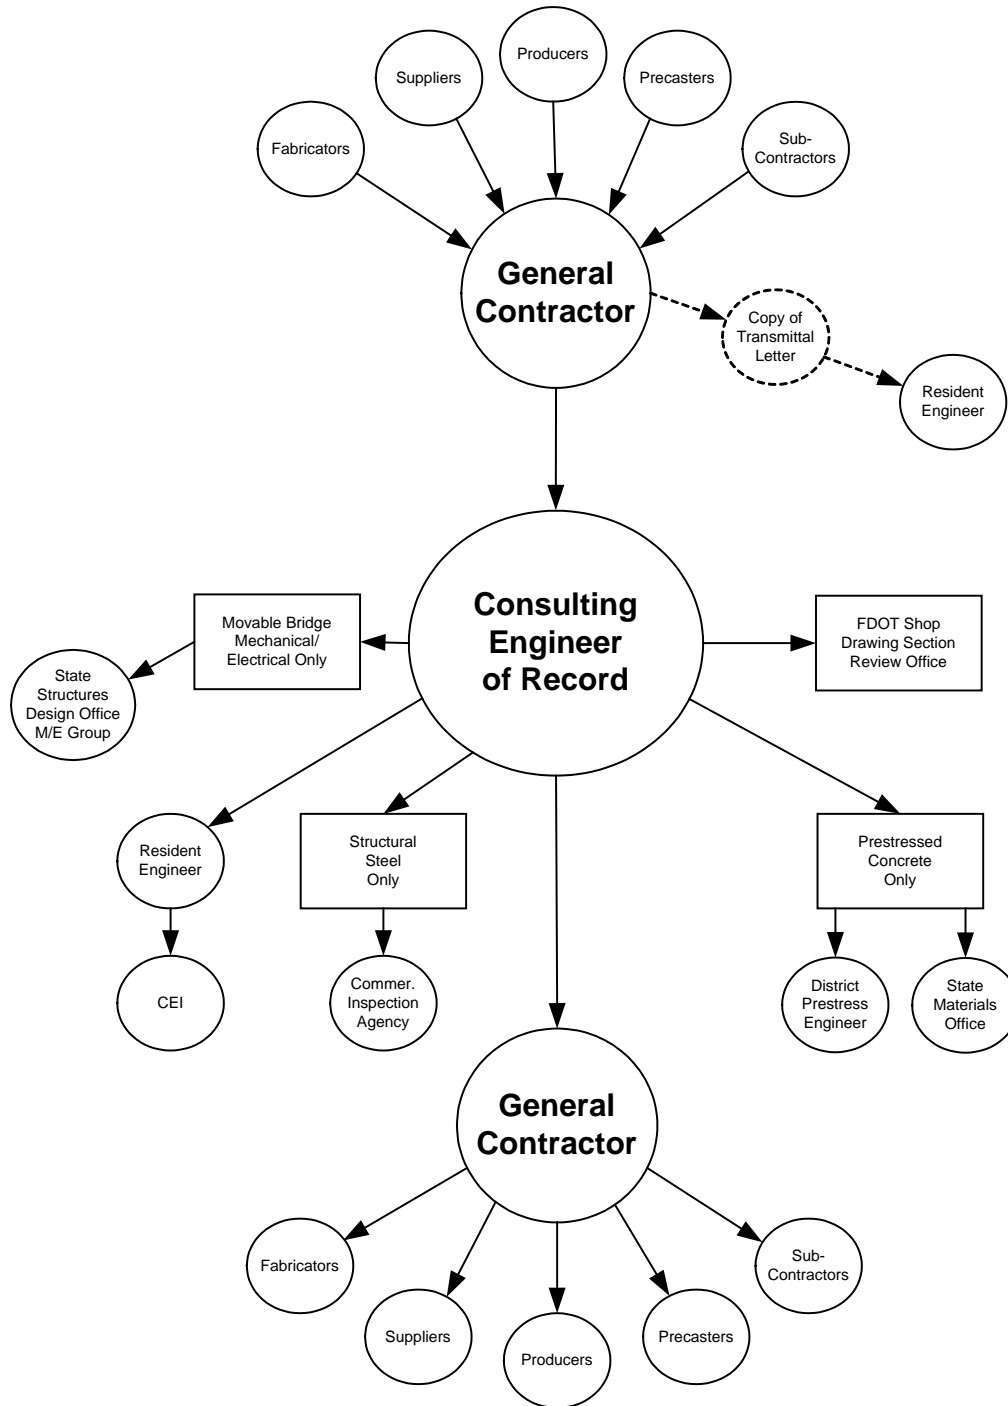 Producers
Suppliers
Precasters
Fabricators
Sub-
Contractors
General
Contractor
Copy of
Transmittal
Letter
Resident
Engineer
Consulting
Engineer
of Record
Movable Bridge
Mechanical/
Electrical Only
FDOT Shop
Drawing Section
Review Office
State
Structures
Design Office
M/E Group
Resident
Engineer
Structural
Steel
Only
Prestressed
Concrete
Only
CEI
Commer.
Inspection
Agency
District
Prestress
Engineer
State
Materials
Office
General
Contractor
Fabricators
Sub-
Contractors
Suppliers
Producers
Precasters